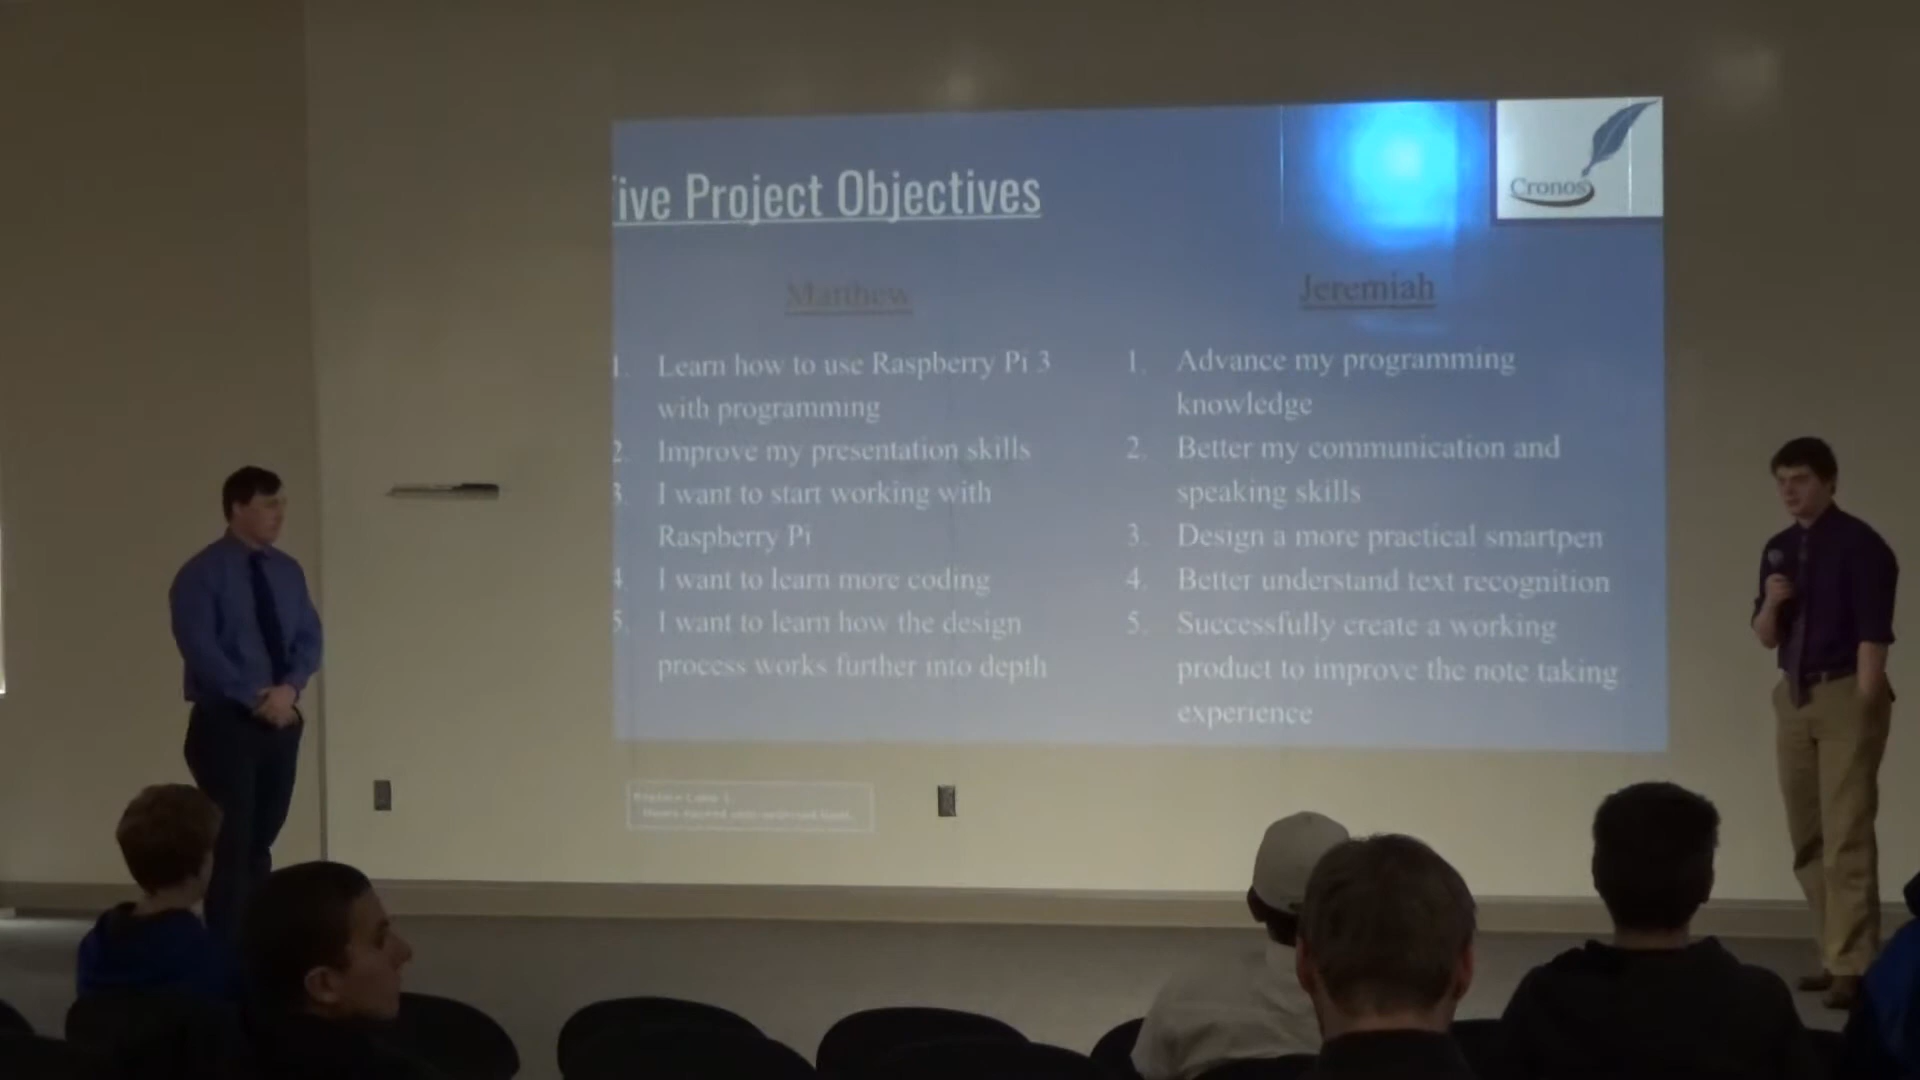 ive Project Objectives
Cronos
Matthew
1. Learn how to use Raspberry Pi 3
with programming
2. Improve my presentation skills
3. I want to start working with
Raspberry Pi
4. I want to learn more coding
5. I want to learn how the design
process works further into depth
Jeremiah
1. Advance my programming
knowledge
2. Better my communication and
speaking skills
3. Design a more practical smartpen
4. Better understand text recognition
5. Successfully create a working
product to improve the note taking
experience